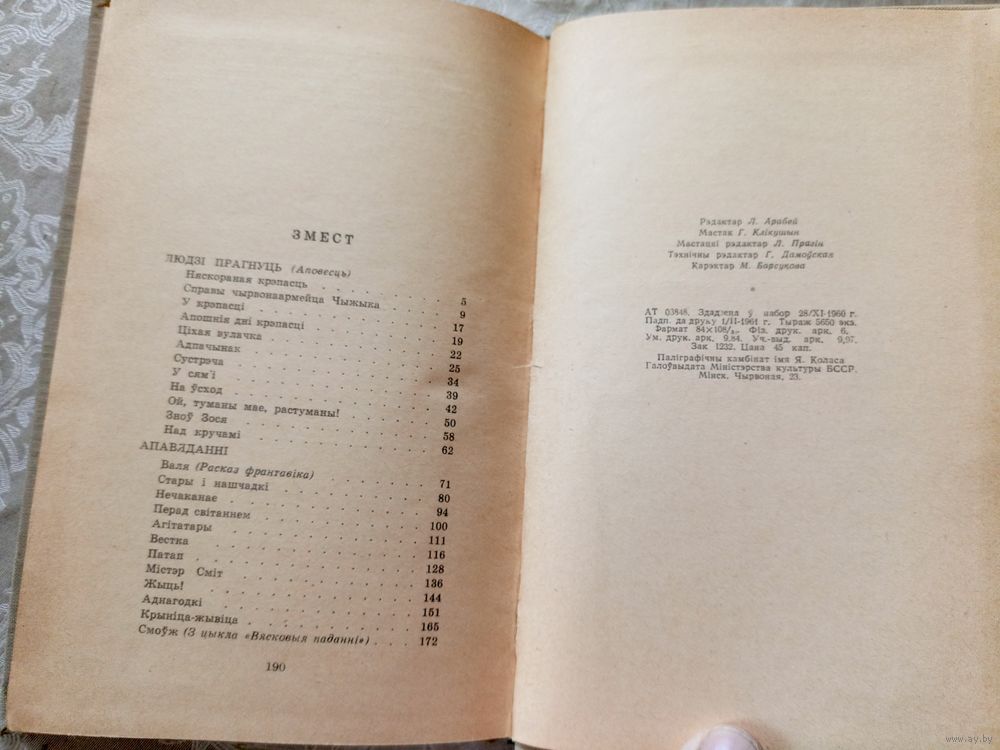 ЗМЕСТ
ЛЮДЗІ ПРАГНУЦЬ (Аповесць)
Няскораная крэпасць 5
Справы чырвонаармейца Чыжыка 9
У крэпасці 17
Апошнія дні крэпасці 19
Ціхая вулачка 22
Адпачынак 25
Сустрэча 34
У сям'і 39
На ўсход 42
Ой, туманы мае, растуманы! 50
Зноў Зося 58
Над кручамі 62
АПАВЯДАННІ
Валя (Расказ франтавіка) 71
Стары і нашчадкі 80
Нечаканае 94
Перад світаннем 100
Агітатары 111
Вестка 116
Патап 128
Містэр Сміт 136
Жыць! 144
Аднагодкі 151
Крыніца-жывіца 165
Смоўж (З цыкла «Вясковыя паданні») 172
190
Рэдактар Л. Арабей
Мастак Г. Клікушын
Мастацкі рэдактар Л. Прагін
Тэхнічны рэдактар Г. Дамоўская
Карэктар М. Барсукова
*
АТ 03848. Здадзена ў набор 28/XI-1960 г.
Падп. да друку 1/II-1961 г. Тыраж 5650 экз.
Фармат 84×108/₃₂. Фіз. друк. арк. 6.
Ум. друк. арк. 9,84. Уч.-выд. арк. 9,97.
Зак 1232. Цана 45 кап.
Паліграфічны камбінат імя Я. Коласа
Галоўвыдата Міністэрства культуры БССР.
Мінск, Чырвоная, 23.
www.ay.by